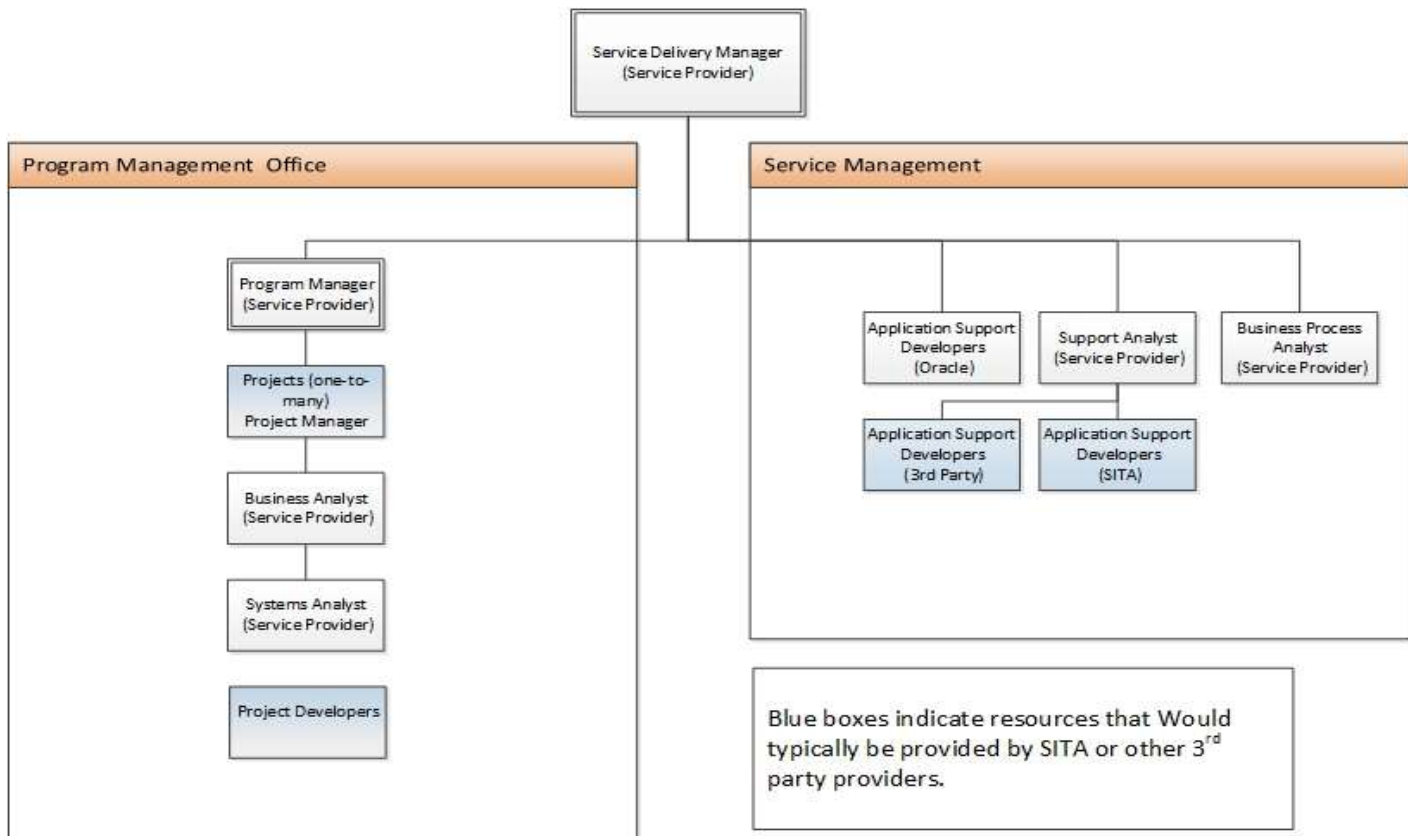 Service Delivery Manager
(Service Provider)
Program Management Office
Program Manager
(Service Provider)
Projects (one-to-
many)
Project Manager
Business Analyst
(Service Provider)
Systems Analyst
(Service Provider)
Project Developers
Service Management
Application Support
Developers
(Oracle)
Support Analyst
(Service Provider)
Business Process
Analyst
(Service Provider)
Application Support
Developers
(3rd Party)
Application Support
Developers
(SITA)
Blue boxes indicate resources that Would
typically be provided by SITA or other 3rd
party providers.